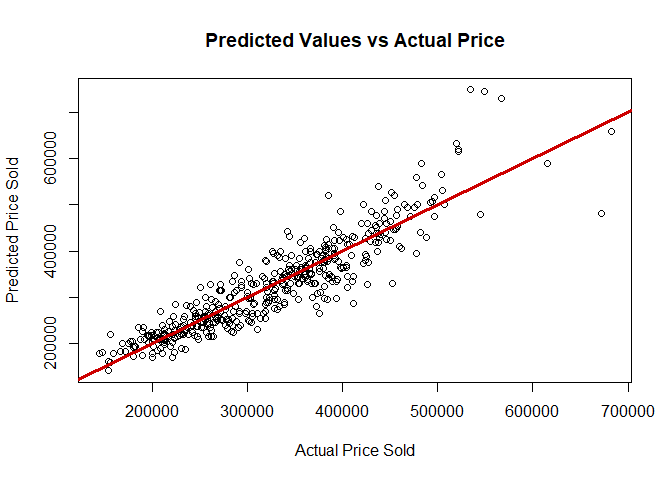 Predicted Values vs Actual Price
Predicted Price Sold
600000
400000
200000
200000 300000 400000 500000 600000 700000
Actual Price Sold